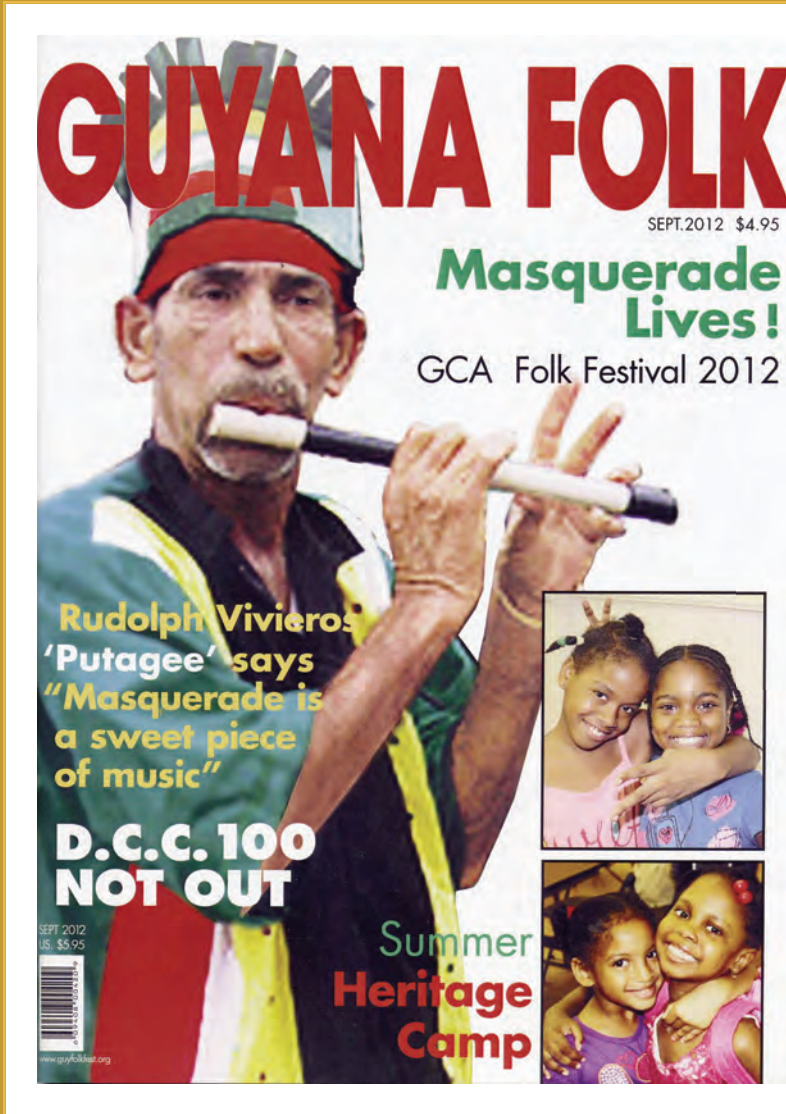 GUYANA FOLK
SEPT.2012 $4.95
Masquerade
Lives!
GCA Folk Festival 2012
Rudolph Vivieros
‘Putagee’ says
“Masquerade is
a sweet piece
of music”
D.C.C. 100
NOT OUT
SEPT 2012
US. $5.95
www.guyfolkfest.org
Summer
Heritage
Camp